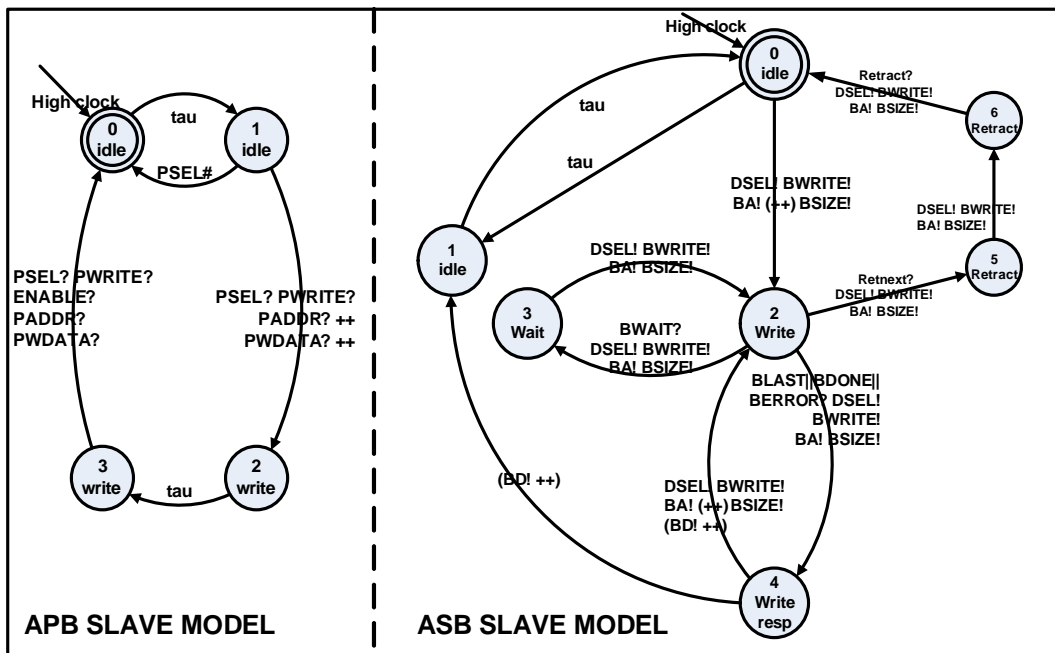 High clock
0
idle
tau
1
idle
PSEL#
PSEL? PWRITE?
ENABLE?
PADDR?
PWDATA?
PSEL? PWRITE?
PADDR? ++
PWDATA? ++
3
write
tau
2
write
APB SLAVE MODEL
High clock
0
idle
tau
tau
Retract?
DSEL! BWRITE!
BA! BSIZE!
6
Retract
DSEL! BWRITE!
BA! (++) BSIZE!
DSEL! BWRITE!
BA! BSIZE!
1
idle
DSEL! BWRITE!
BA! BSIZE!
5
Retract
Retnext?
DSEL! BWRITE!
BA! BSIZE!
3
Wait
2
Write
BWAIT?
DSEL! BWRITE!
BA! BSIZE!
BLAST||BDONE||
BERROR? DSEL!
BWRITE!
BA! BSIZE!
(BD! ++)
DSEL! BWRITE!
BA! (++) BSIZE!
(BD! ++)
4
Write
resp
ASB SLAVE MODEL